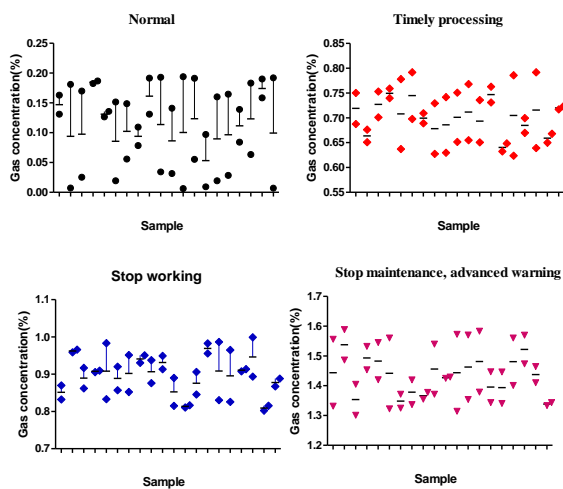 Normal
Gas concentration(%)
0.25
0.20
0.15
0.10
0.05
0.00
Sample
Timely processing
Gas concentration(%)
0.85
0.80
0.75
0.70
0.65
0.60
0.55
Sample
Stop working
Gas concentration(%)
1.1
1.0
0.9
0.8
0.7
Sample
Stop maintenance, advanced warning
Gas concentration(%)
1.7
1.6
1.5
1.4
1.3
1.2
Sample